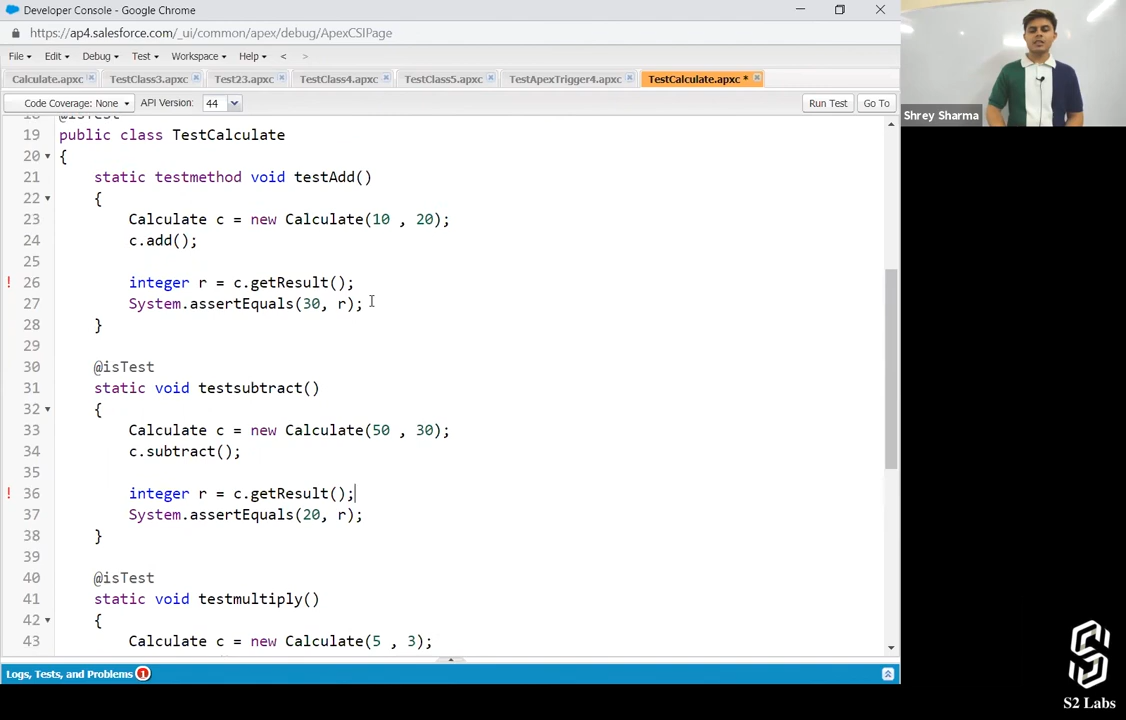 Developer Console - Google Chrome
https://ap4.salesforce.com/_ui/common/apex/debug/ApexCSIPage
File Edit Debug Test Workspace Help < >
Calculate.apxc TestClass3.apxc Test23.apxc TestClass4.apxc TestClass5.apxc TestApexTrigger4.apxc TestCalculate.apxc *
Code Coverage: None API Version: 44 Run Test Go To
18 @isTest
19 public class TestCalculate
20 {
21 static testmethod void testAdd()
22 {
23 Calculate c = new Calculate(10 , 20);
24 c.add();
25
! 26 integer r = c.getResult();
27 System.assertEquals(30, r);
28 }
29
30 @isTest
31 static void testsubtract()
32 {
33 Calculate c = new Calculate(50 , 30);
34 c.subtract();
35
! 36 integer r = c.getResult();
37 System.assertEquals(20, r);
38 }
39
40 @isTest
41 static void testmultiply()
42 {
43 Calculate c = new Calculate(5 , 3);
Logs, Tests, and Problems 1
Shrey Sharma
S2 Labs